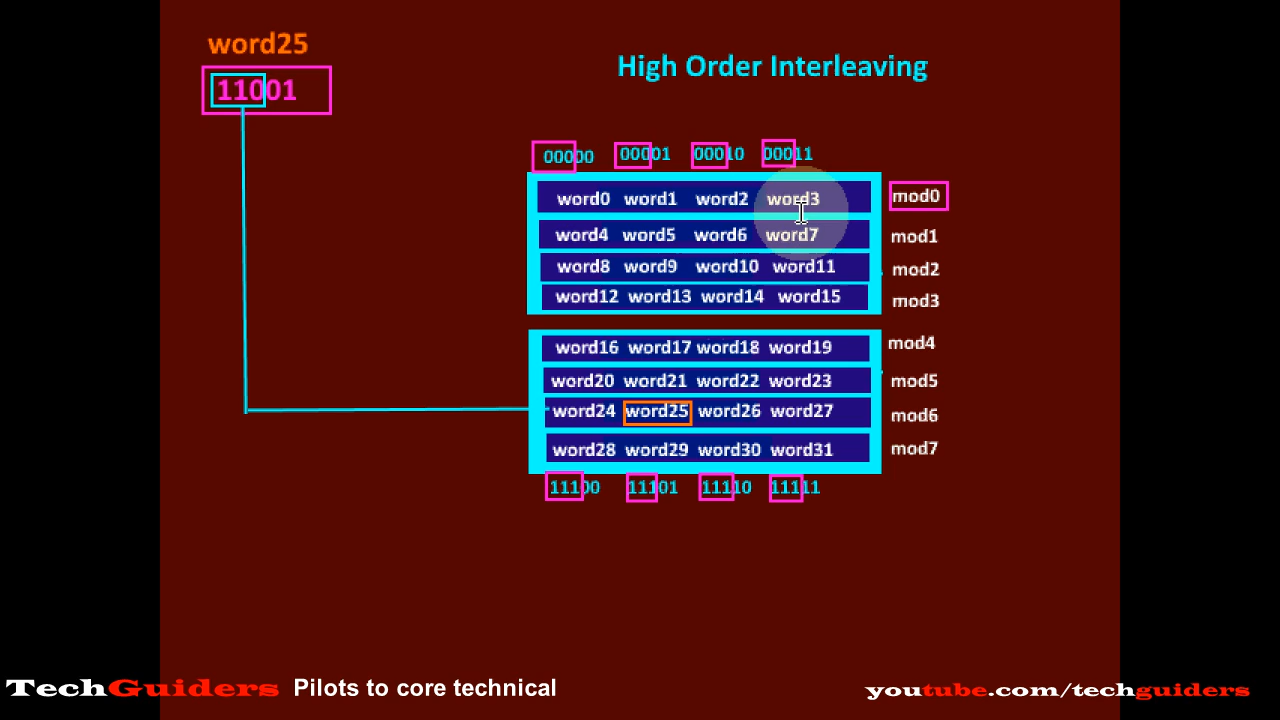 word25
11001
High Order Interleaving
00000 00001 00010 00011
word0 word1 word2 word3 mod0
word4 word5 word6 word7 mod1
word8 word9 word10 word11 mod2
word12 word13 word14 word15 mod3
word16 word17 word18 word19 mod4
word20 word21 word22 word23 mod5
word24 word25 word26 word27 mod6
word28 word29 word30 word31 mod7
11100 11101 11110 11111
TechGuiders Pilots to core technical
youtube.com/techguiders